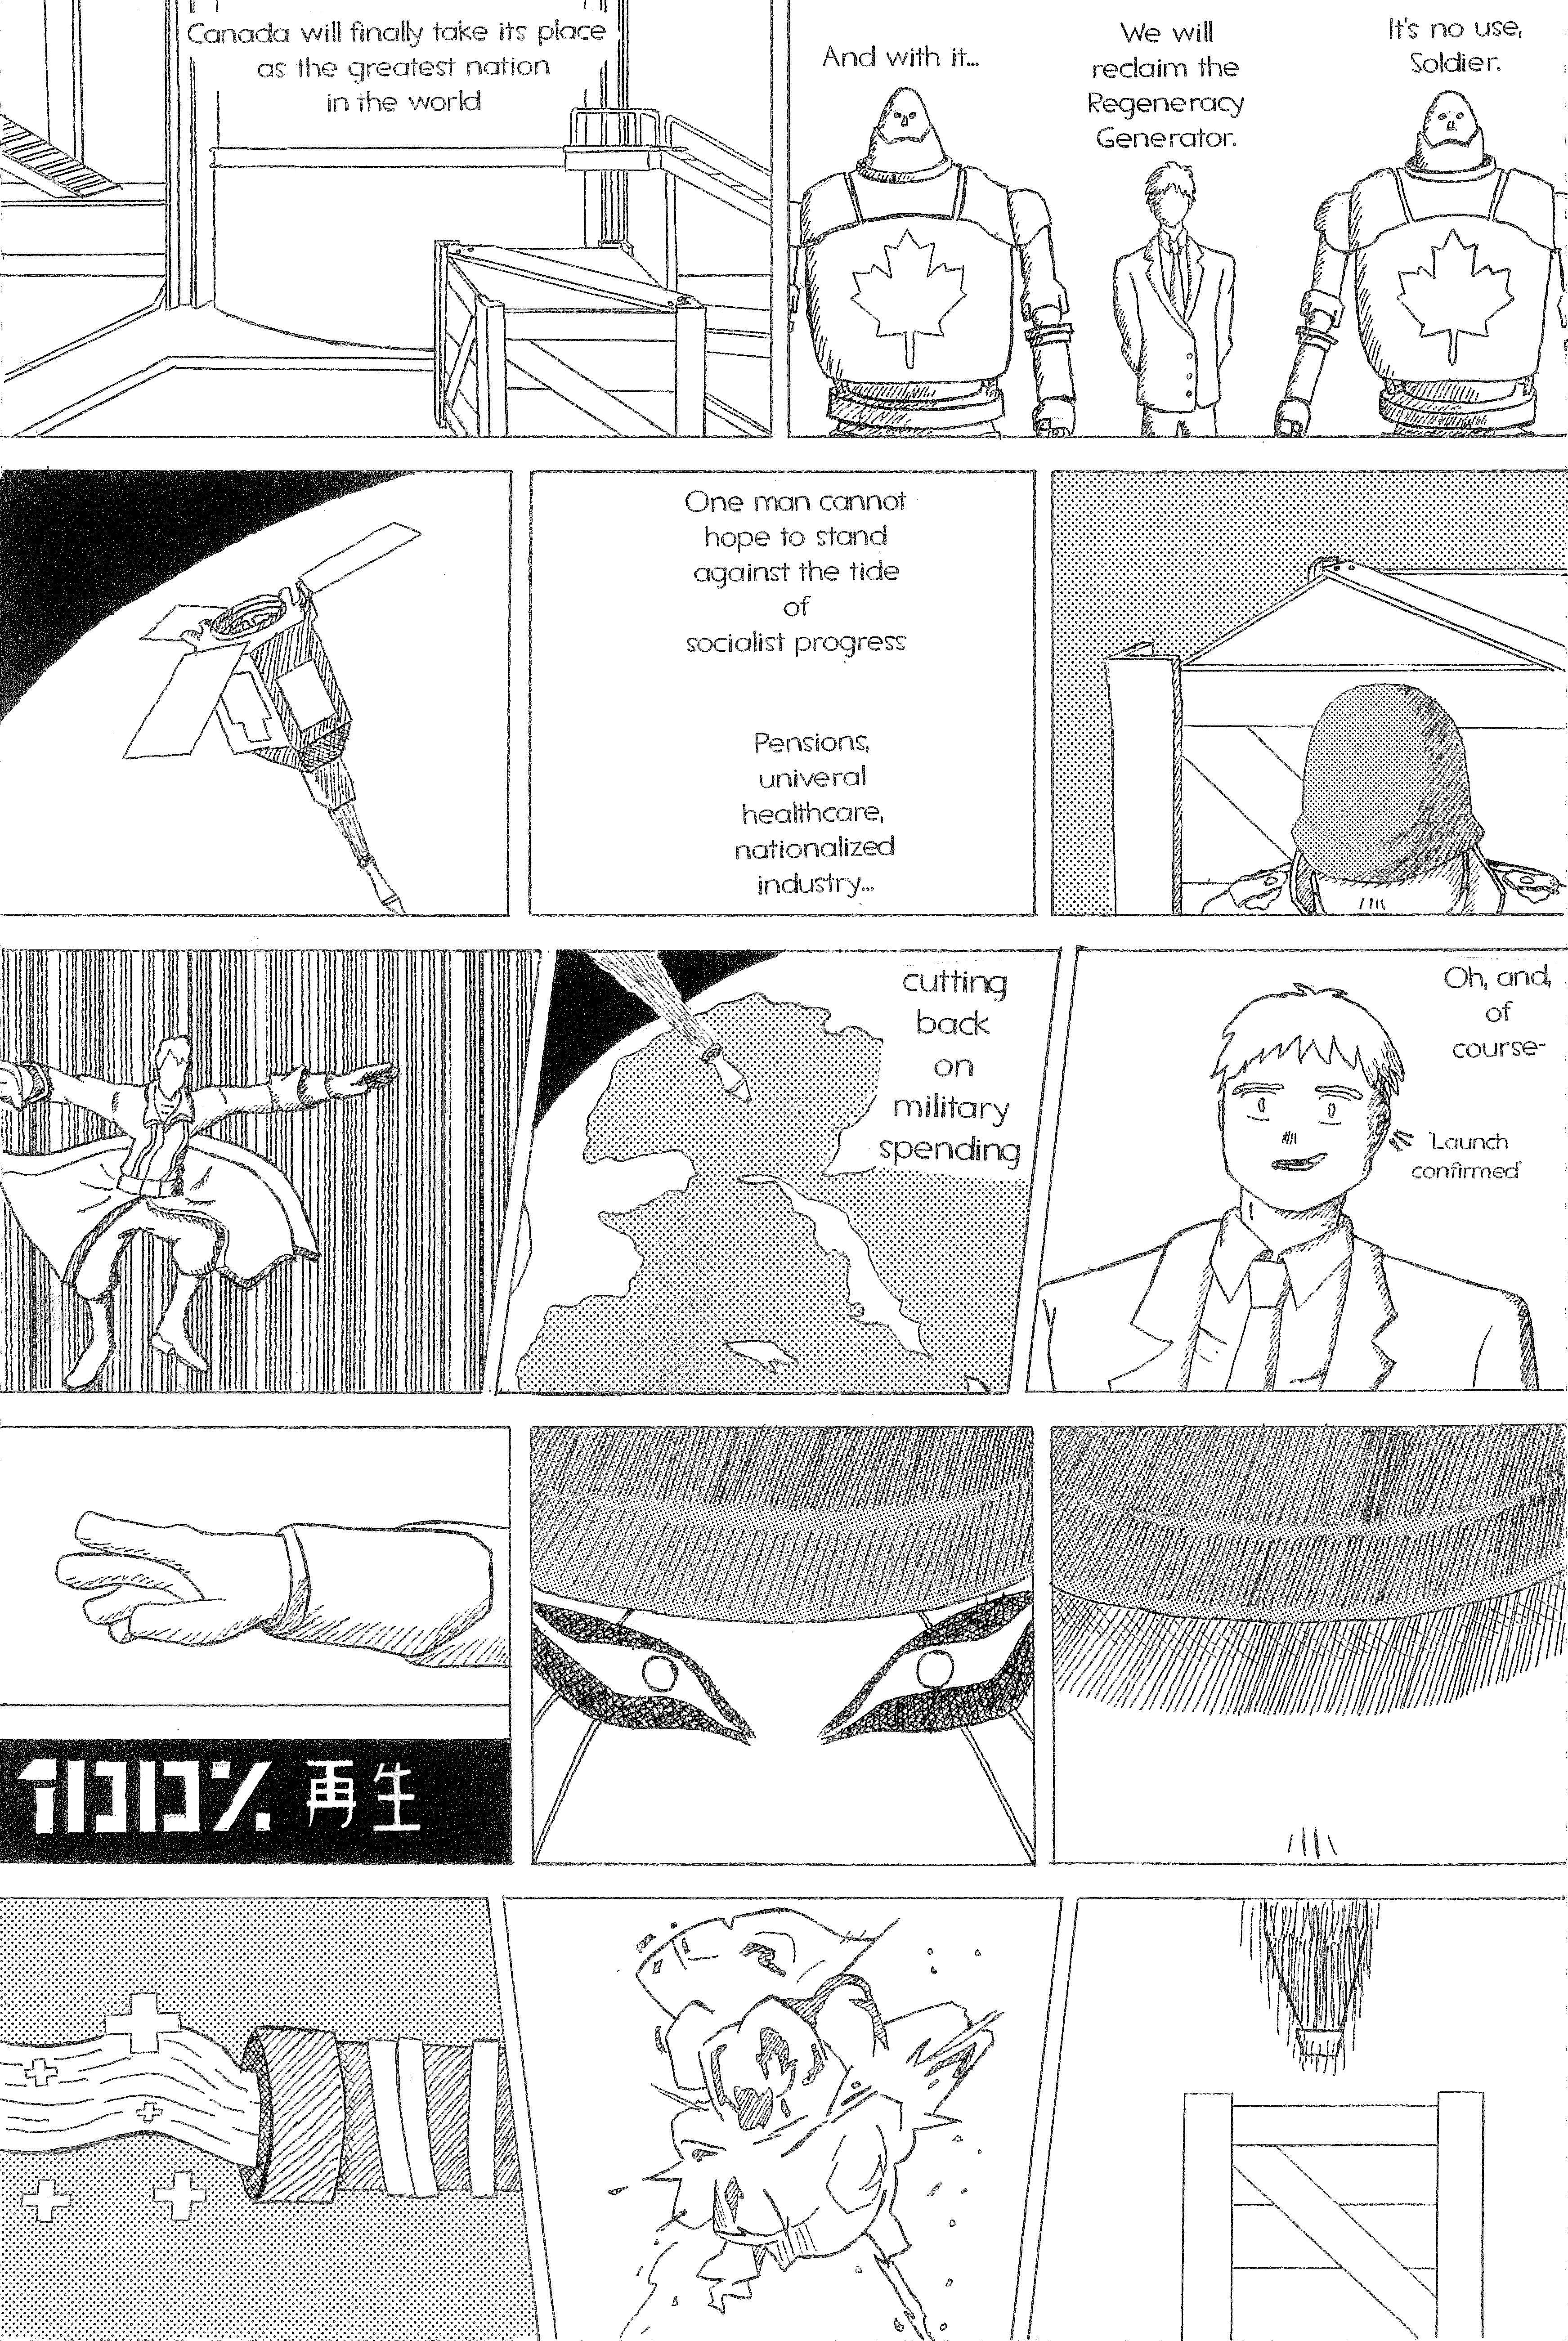 It's no use,
Soldier.
We will
reclaim the
Regeneracy
Generator.
And with it...
Canada will finally take its place
as the greatest nation
in the world
One man cannot
hope to stand
against the tide
of
socialist progress
Pensions,
univeral
healthcare,
nationalized
industry...
Oh, and,
of
course-
'Launch
confirmed'
cutting
back
on
military
spending
100% 再生